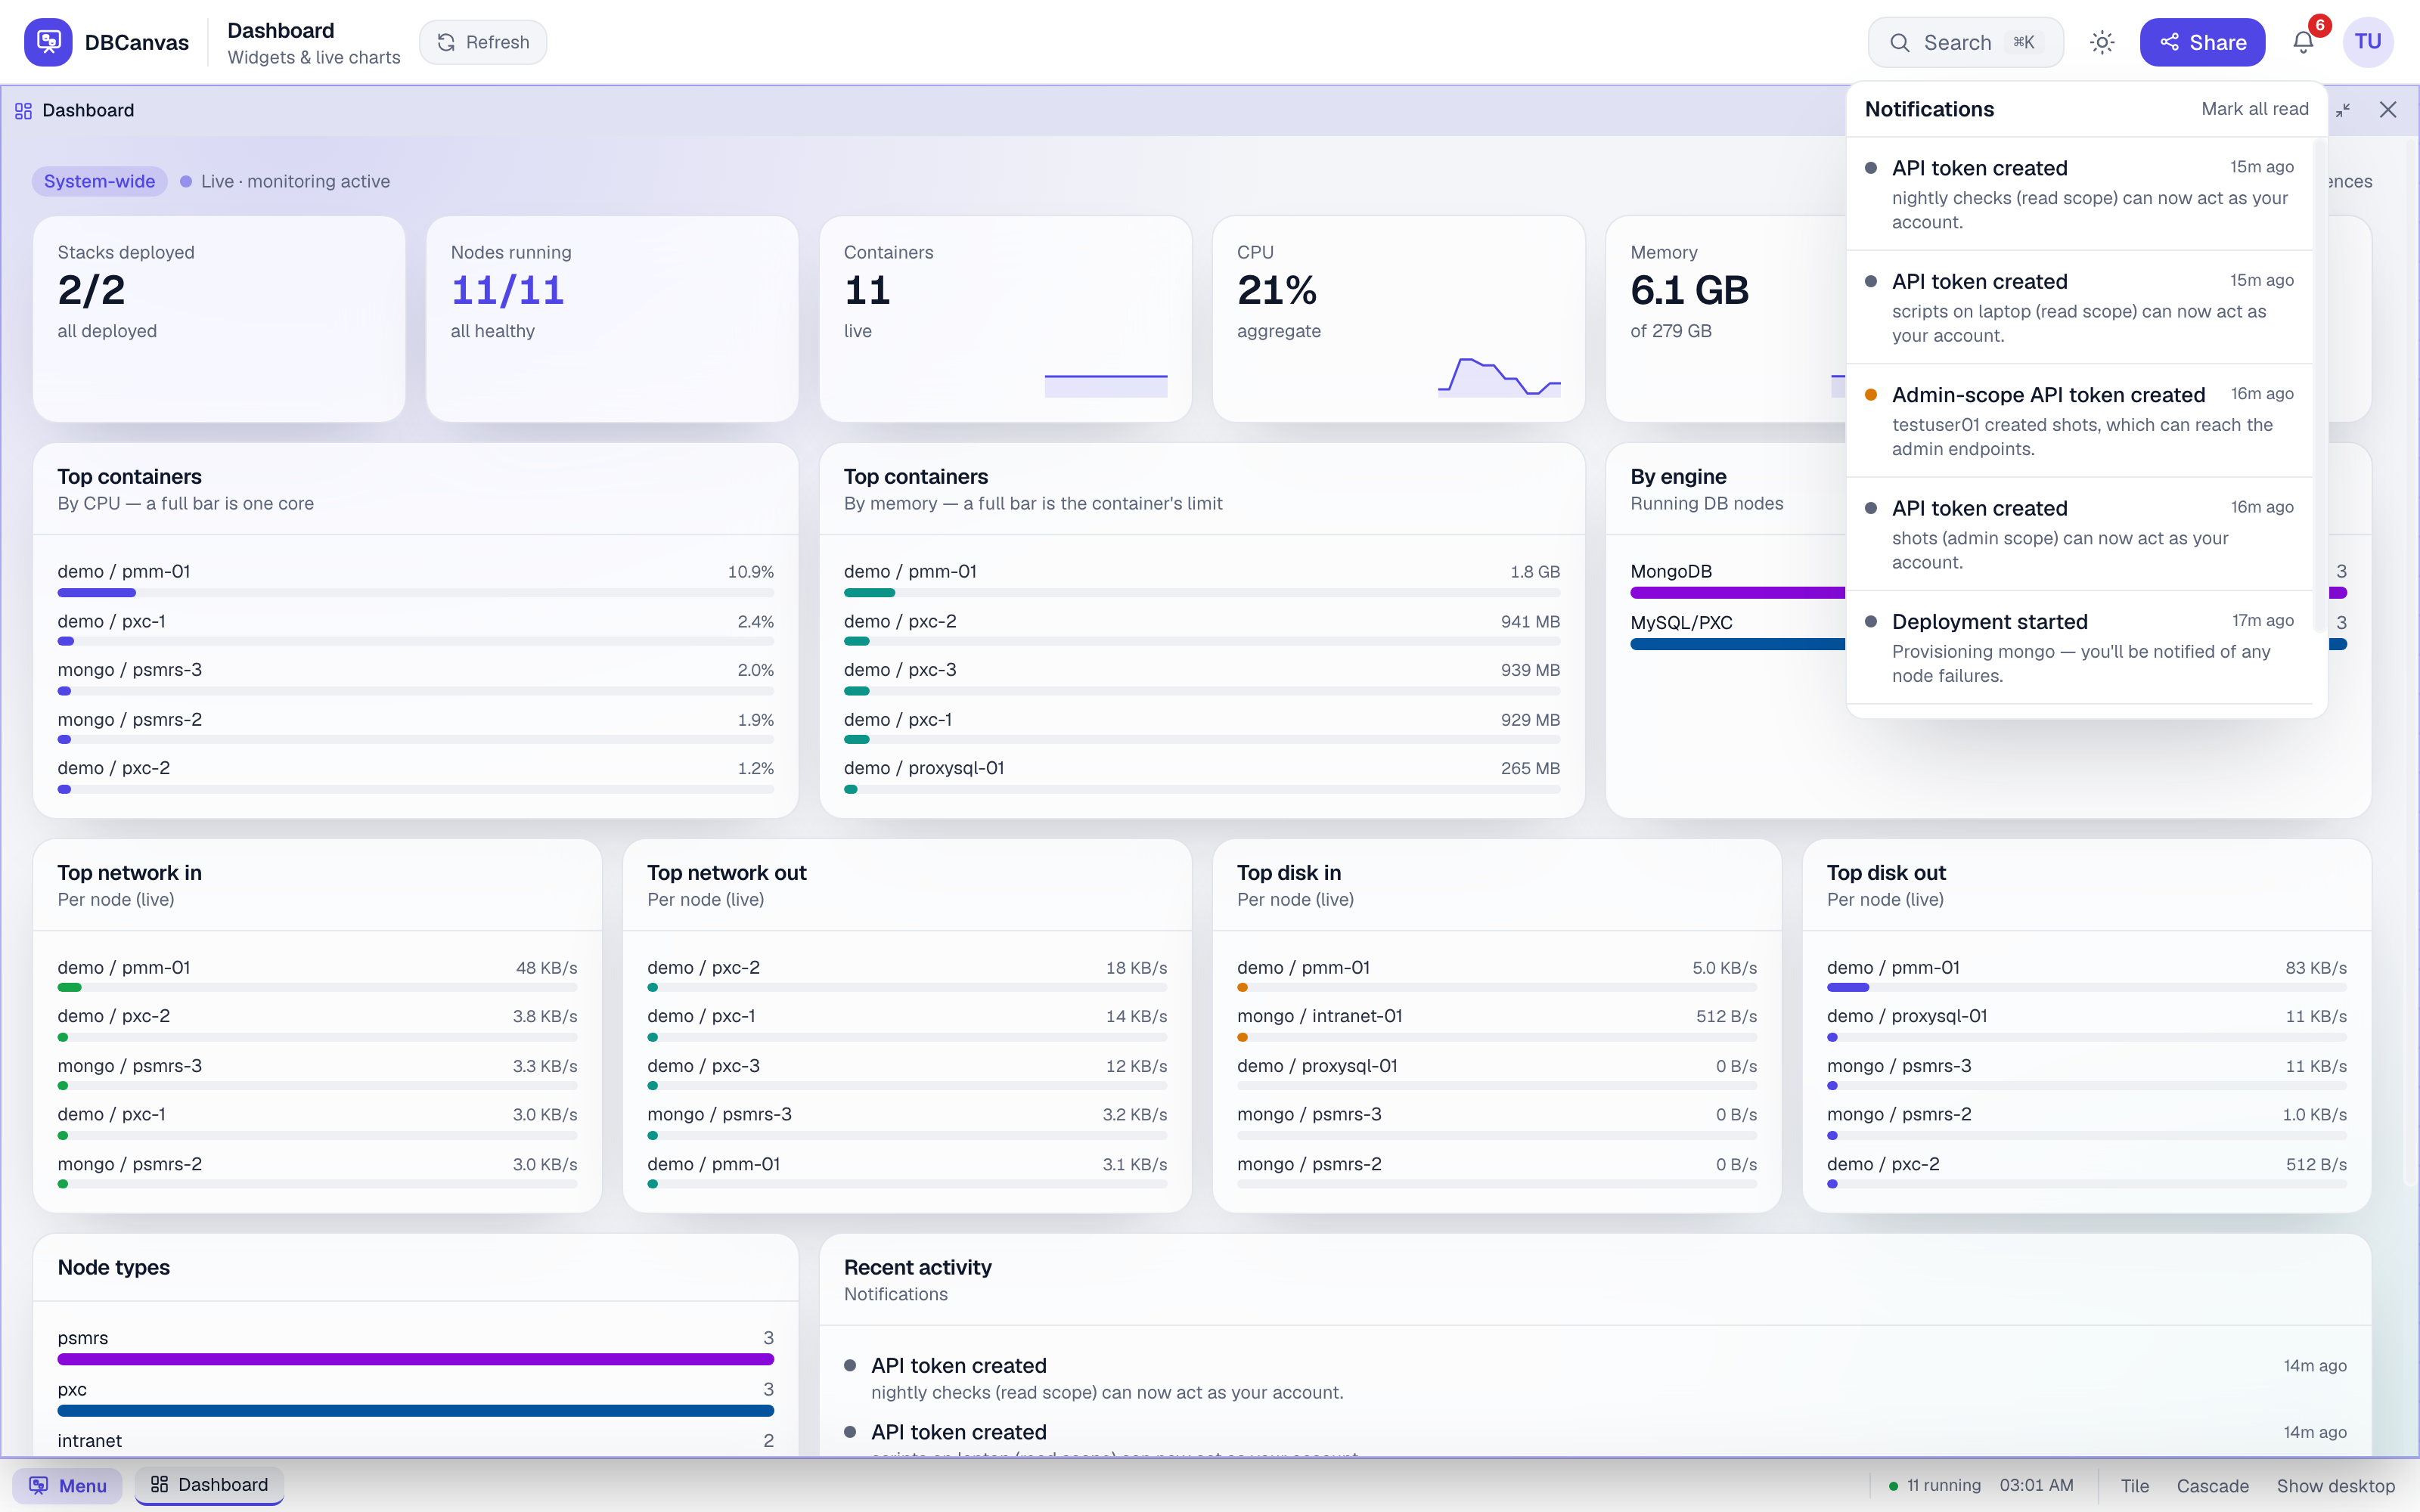 DBCanvas
Dashboard
Widgets & live charts
Refresh
Search ⌘K
Share
6
TU
Dashboard
System-wide
Live · monitoring active
ences
Stacks deployed
2/2
all deployed
Nodes running
11/11
all healthy
Containers
11
live
CPU
21%
aggregate
Memory
6.1 GB
of 279 GB
Notifications
Mark all read
API token created 15m ago
nightly checks (read scope) can now act as your
account.
API token created 15m ago
scripts on laptop (read scope) can now act as
your account.
Admin-scope API token created 16m ago
testuser01 created shots, which can reach the
admin endpoints.
API token created 16m ago
shots (admin scope) can now act as your
account.
Deployment started 17m ago
Provisioning mongo — you'll be notified of any
node failures.
Top containers
By CPU — a full bar is one core
demo / pmm-01 10.9%
demo / pxc-1 2.4%
mongo / psmrs-3 2.0%
mongo / psmrs-2 1.9%
demo / pxc-2 1.2%
Top containers
By memory — a full bar is the container's limit
demo / pmm-01 1.8 GB
demo / pxc-2 941 MB
demo / pxc-3 939 MB
demo / pxc-1 929 MB
demo / proxysql-01 265 MB
By engine
Running DB nodes
MongoDB 3
MySQL/PXC 3
Top network in
Per node (live)
demo / pmm-01 48 KB/s
demo / pxc-2 3.8 KB/s
mongo / psmrs-3 3.3 KB/s
demo / pxc-1 3.0 KB/s
mongo / psmrs-2 3.0 KB/s
Top network out
Per node (live)
demo / pxc-2 18 KB/s
demo / pxc-1 14 KB/s
demo / pxc-3 12 KB/s
mongo / psmrs-3 3.2 KB/s
demo / pmm-01 3.1 KB/s
Top disk in
Per node (live)
demo / pmm-01 5.0 KB/s
mongo / intranet-01 512 B/s
demo / proxysql-01 0 B/s
mongo / psmrs-3 0 B/s
mongo / psmrs-2 0 B/s
Top disk out
Per node (live)
demo / pmm-01 83 KB/s
demo / proxysql-01 11 KB/s
mongo / psmrs-3 11 KB/s
mongo / psmrs-2 1.0 KB/s
demo / pxc-2 512 B/s
Node types
psmrs 3
pxc 3
intranet 2
Recent activity
Notifications
API token created 14m ago
nightly checks (read scope) can now act as your account.
API token created 14m ago
scripts on laptop (read scope) can now act as your account.
Menu
Dashboard
11 running
03:01 AM
Tile
Cascade
Show desktop